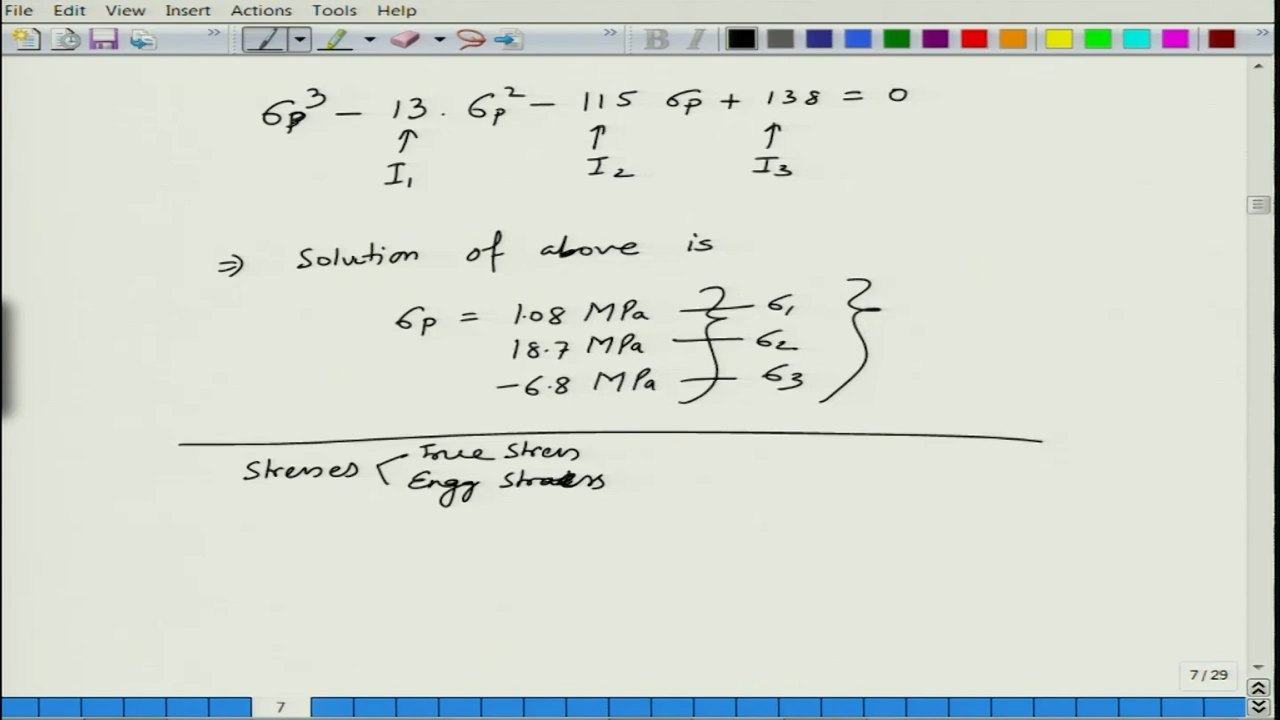 File Edit View Insert Actions Tools Help
B I
σp³ - 13 . σp² - 115 σp + 138 = 0
↑ ↑ ↑
I₁ I₂ I₃
⇒ Solution of above is
σp = 1.08 MPa — σ₁
18.7 MPa — σ₂
-6.8 MPa — σ₃
Stresses
True Stress
Engg Stress
7 / 29
7